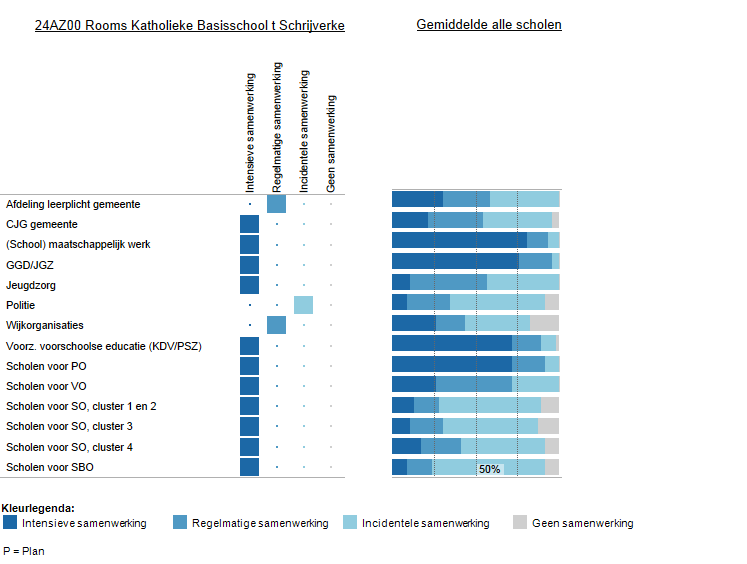 24AZ00 Rooms Katholieke Basisschool t Schrijverke
Gemiddelde alle scholen
Intensieve samenwerking
Regelmatige samenwerking
Incidentele samenwerking
Geen samenwerking
Afdeling leerplicht gemeente
CJG gemeente
(School) maatschappelijk werk
GGD/JGZ
Jeugdzorg
Politie
Wijkorganisaties
Voorz. voorschoolse educatie (KDV/PSZ)
Scholen voor PO
Scholen voor VO
Scholen voor SO, cluster 1 en 2
Scholen voor SO, cluster 3
Scholen voor SO, cluster 4
Scholen voor SBO
50%
Kleurlegenda:
Intensieve samenwerking
Regelmatige samenwerking
Incidentele samenwerking
Geen samenwerking
P = Plan